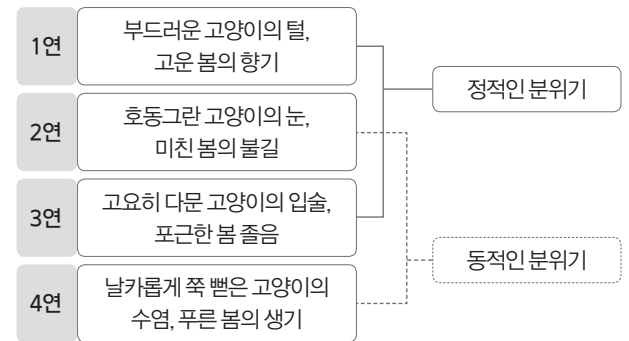 1연
부드러운 고양이의 털,
고운 봄의 향기
정적인 분위기
2연
호동그란 고양이의 눈,
미친 봄의 불길
3연
고요히 다문 고양이의 입술,
포근한 봄 졸음
동적인 분위기
4연
날카롭게 쭉 뻗은 고양이의
수염, 푸른 봄의 생기